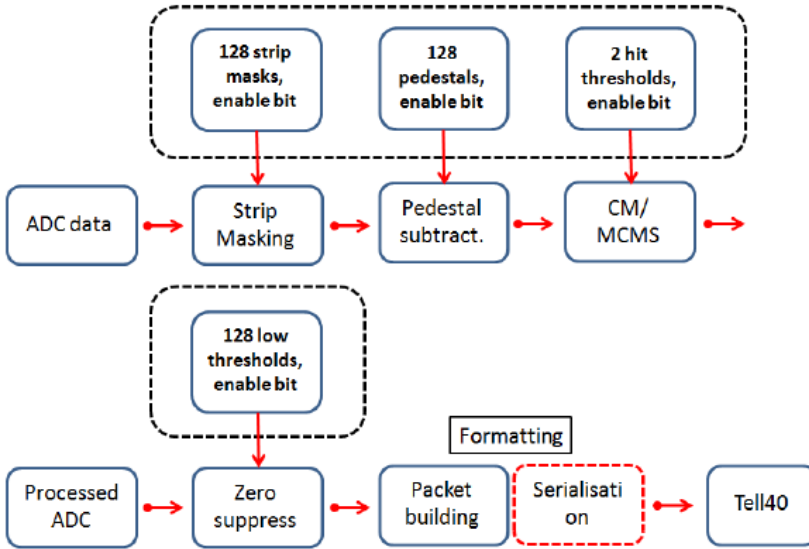 128 strip
masks,
enable bit
128
pedestals,
enable bit
2 hit
thresholds,
enable bit
ADC data
Strip
Masking
Pedestal
subtract.
CM/
MCMS
128 low
thresholds,
enable bit
Formatting
Processed
ADC
Zero
suppress
Packet
building
Serialisati
on
Tell40